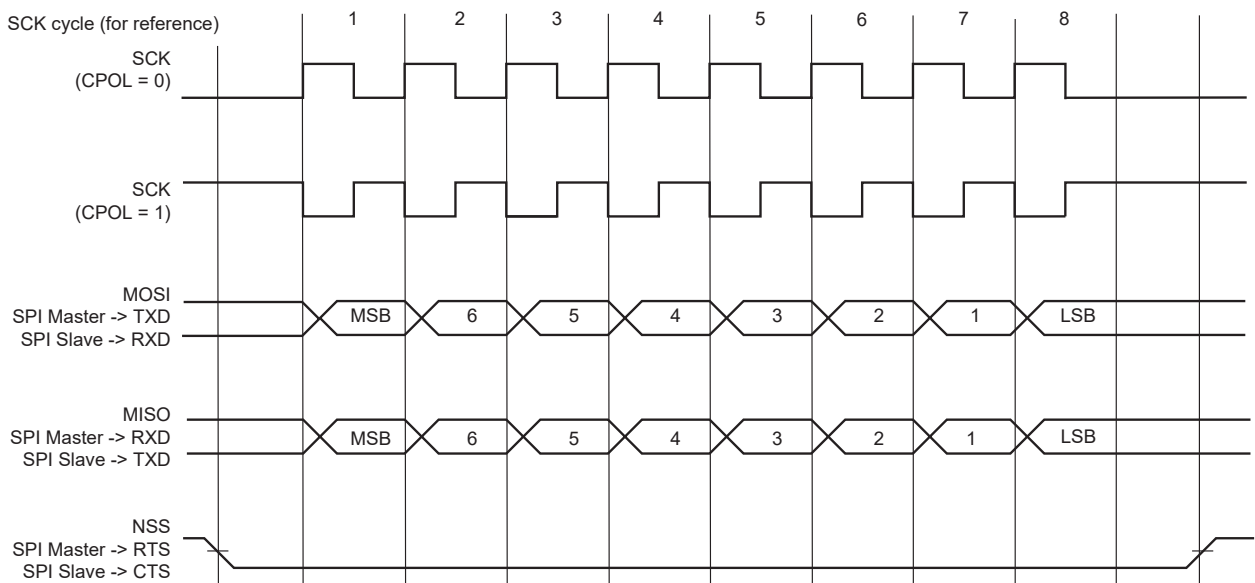 SCK cycle (for reference)
1 2 3 4 5 6 7 8
SCK
(CPOL = 0)
SCK
(CPOL = 1)
MOSI
SPI Master -> TXD
SPI Slave -> RXD
MSB 6 5 4 3 2 1 LSB
MISO
SPI Master -> RXD
SPI Slave -> TXD
MSB 6 5 4 3 2 1 LSB
NSS
SPI Master -> RTS
SPI Slave -> CTS